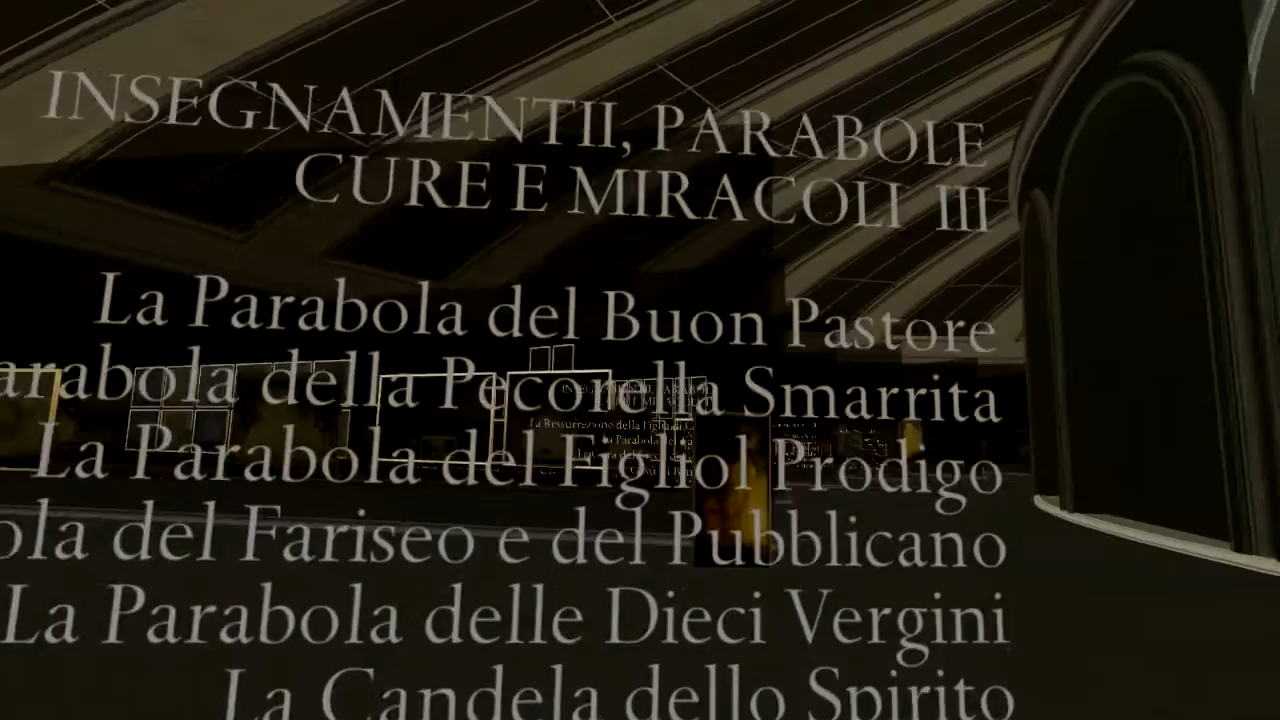 INSEGNAMENTII, PARABOLE
CURE E MIRACOLI III
La Parabola del Buon Pastore
arabola della Pecorella Smarrita
La Parabola del Figliol Prodigo
ola del Fariseo e del Pubblicano
La Parabola delle Dieci Vergini
La Candela dello Spirito